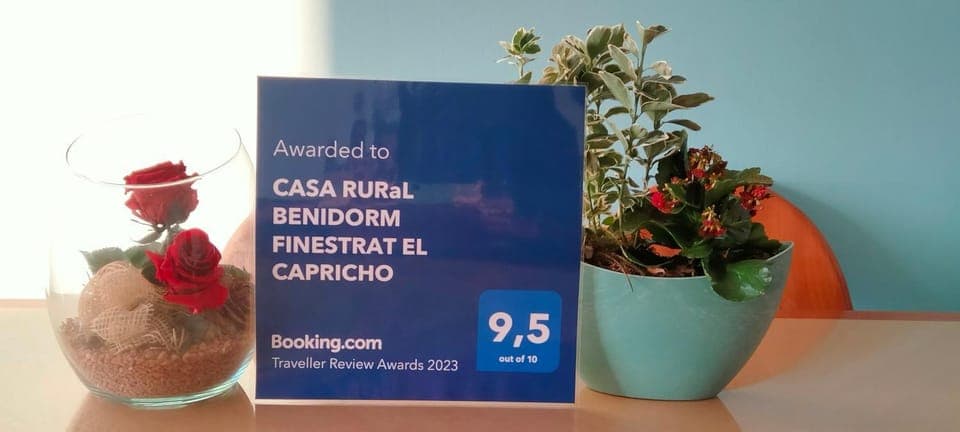 Awarded to
CASA RURaL
BENIDORM
FINESTRAT EL
CAPRICHO
9,5
out of 10
Booking.com
Traveller Review Awards 2023